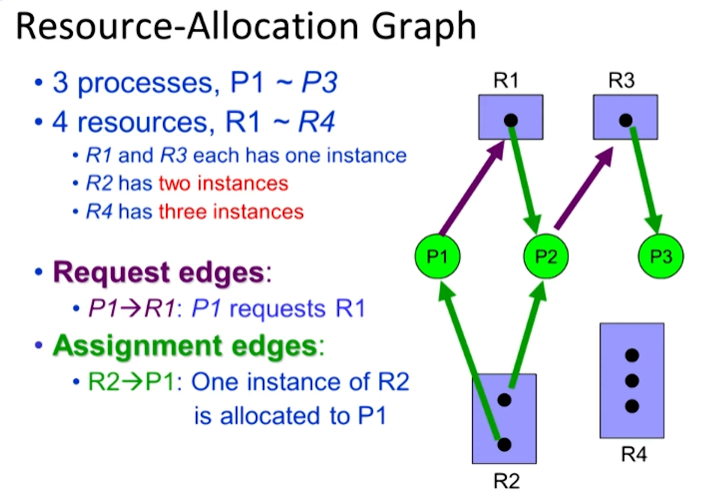 Resource-Allocation Graph
• 3 processes, P1 ~ P3
• 4 resources, R1 ~ R4
• R1 and R3 each has one instance
• R2 has two instances
• R4 has three instances
• Request edges:
• P1→R1: P1 requests R1
• Assignment edges:
• R2→P1: One instance of R2
is allocated to P1
R1
R3
P1
P2
P3
R4
R2